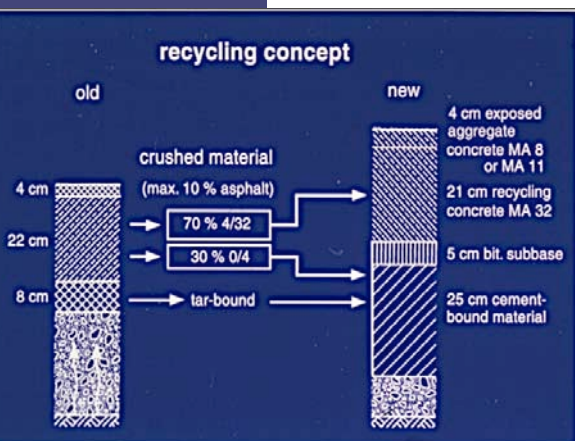 recycling concept
old
new
4 cm
22 cm
8 cm
crushed material
(max. 10 % asphalt)
70 % 4/32
30 % 0/4
tar-bound
4 cm exposed
aggregate
concrete MA 8
or MA 11
21 cm recycling
concrete MA 32
5 cm bit. subbase
25 cm cement-
bound material